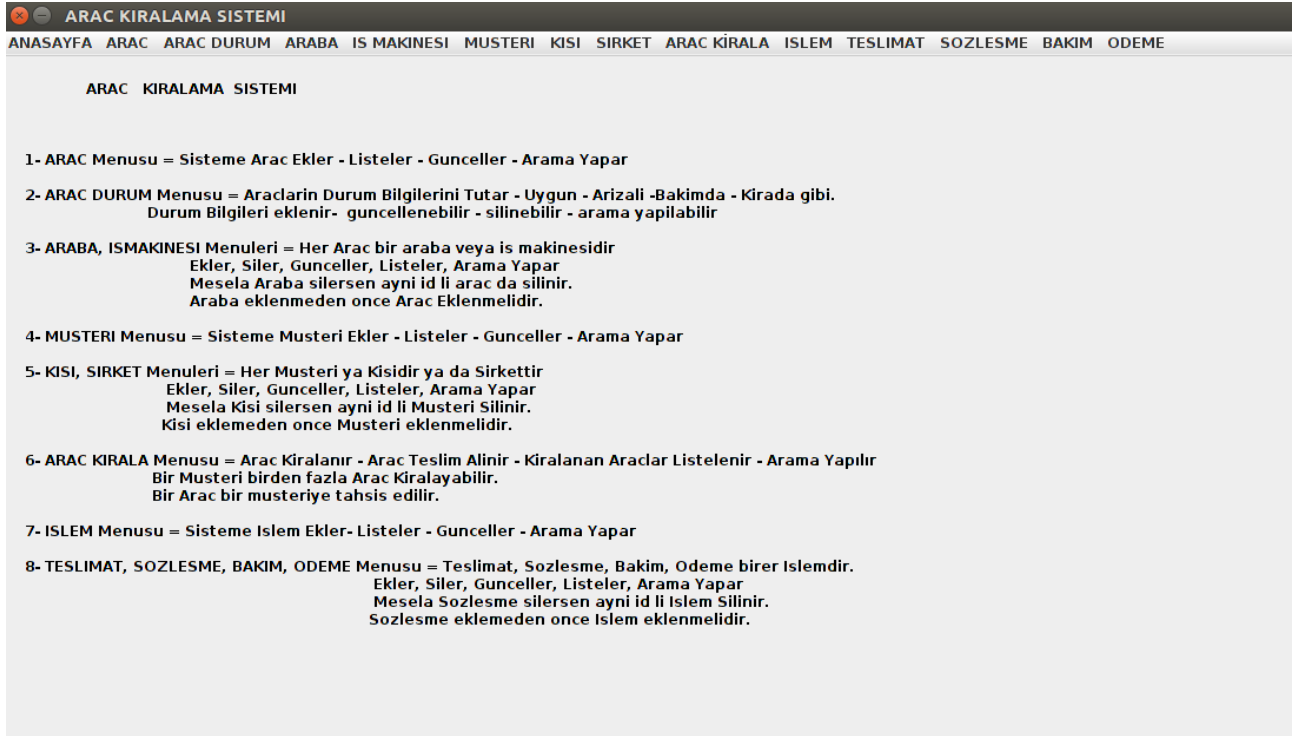 ARAC KIRALAMA SISTEMI
ANASAYFA ARAC ARAC DURUM ARABA IS MAKINESI MUSTERI KISI SIRKET ARAC KİRALA ISLEM TESLIMAT SOZLESME BAKIM ODEME
ARAC KIRALAMA SISTEMI
1- ARAC Menusu = Sisteme Arac Ekler - Listeler - Gunceller - Arama Yapar
2- ARAC DURUM Menusu = Araclarin Durum Bilgilerini Tutar - Uygun - Arizali -Bakimda - Kirada gibi.
Durum Bilgileri eklenir- guncellenebilir - silinebilir - arama yapilabilir
3- ARABA, ISMAKINESI Menuleri = Her Arac bir araba veya is makinesidir
Ekler, Siler, Gunceller, Listeler, Arama Yapar
Mesela Araba silersen ayni id li arac da silinir.
Araba eklenmeden once Arac Eklenmelidir.
4- MUSTERI Menusu = Sisteme Musteri Ekler - Listeler - Gunceller - Arama Yapar
5- KISI, SIRKET Menuleri = Her Musteri ya Kisidir ya da Sirkettir
Ekler, Siler, Gunceller, Listeler, Arama Yapar
Mesela Kisi silersen ayni id li Musteri Silinir.
Kisi eklemeden once Musteri eklenmelidir.
6- ARAC KIRALA Menusu = Arac Kiralanır - Arac Teslim Alinir - Kiralanan Araclar Listelenir - Arama Yapılır
Bir Musteri birden fazla Arac Kiralayabilir.
Bir Arac bir musteriye tahsis edilir.
7- ISLEM Menusu = Sisteme Islem Ekler- Listeler - Gunceller - Arama Yapar
8- TESLIMAT, SOZLESME, BAKIM, ODEME Menusu = Teslimat, Sozlesme, Bakim, Odeme birer Islemdir.
Ekler, Siler, Gunceller, Listeler, Arama Yapar
Mesela Sozlesme silersen ayni id li Islem Silinir.
Sozlesme eklemeden once Islem eklenmelidir.